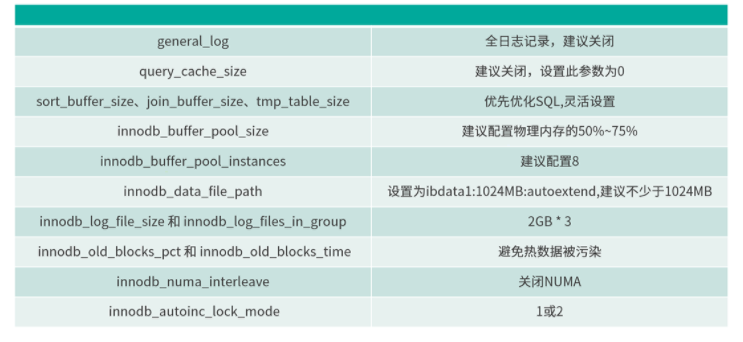 general_log 全日志记录，建议关闭
query_cache_size 建议关闭，设置此参数为0
sort_buffer_size、join_buffer_size、tmp_table_size 优先优化SQL,灵活设置
innodb_buffer_pool_size 建议配置物理内存的50%~75%
innodb_buffer_pool_instances 建议配置8
innodb_data_file_path 设置为ibdata1:1024MB:autoextend,建议不少于1024MB
innodb_log_file_size 和 innodb_log_files_in_group 2GB * 3
innodb_old_blocks_pct 和 innodb_old_blocks_time 避免热数据被污染
innodb_numa_interleave 关闭NUMA
innodb_autoinc_lock_mode 1或2